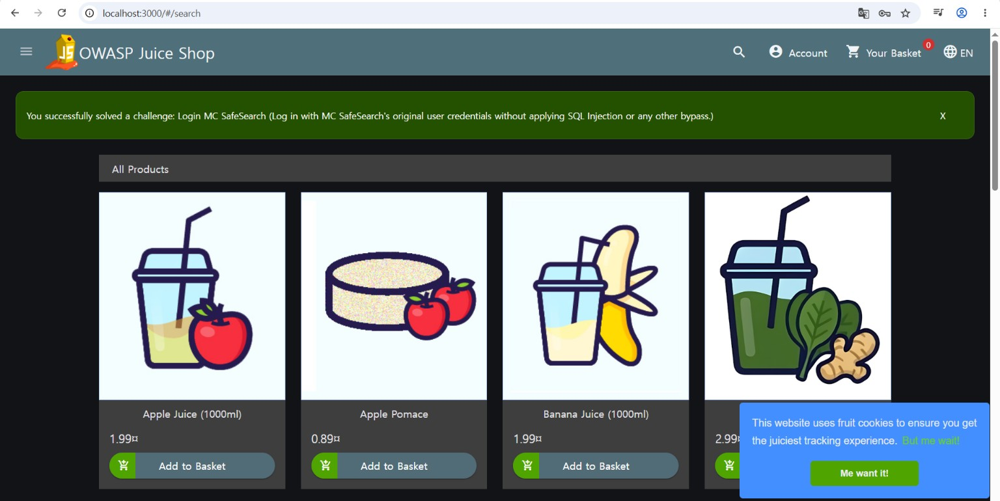 localhost:3000/#/search
JS
OWASP Juice Shop
Account
Your Basket
0
EN
You successfully solved a challenge: Login MC SafeSearch (Log in with MC SafeSearch's original user credentials without applying SQL Injection or any other bypass.)
X
All Products
Apple Juice (1000ml)
1.99¤
Add to Basket
Apple Pomace
0.89¤
Add to Basket
Banana Juice (1000ml)
1.99¤
Add to Basket
2.99¤
This website uses fruit cookies to ensure you get
the juiciest tracking experience. But me wait!
Me want it!